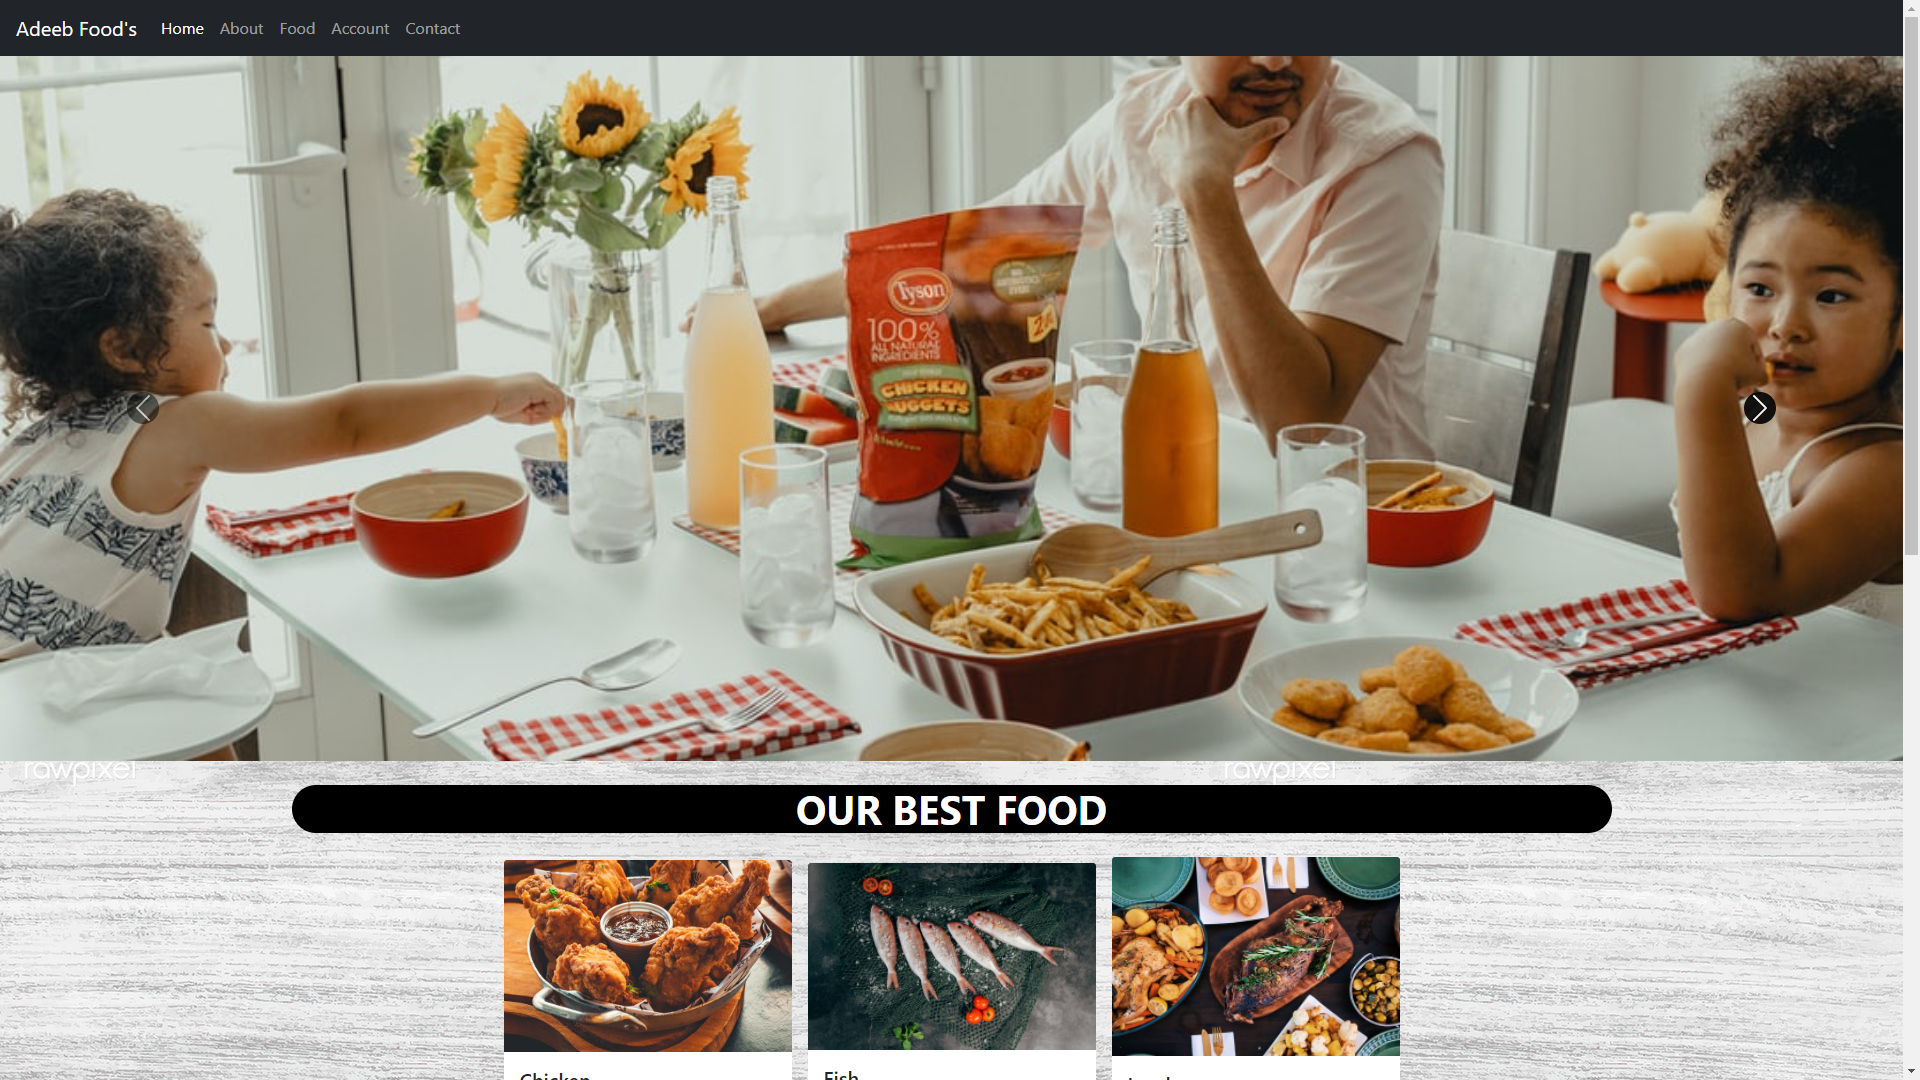 Adeeb Food's Home About Food Account Contact
Tyson
100%
ALL NATURAL
INGREDIENTS
CHICKEN
NUGGETS
rawpixel rawpixel
OUR BEST FOOD
Chicken Fish